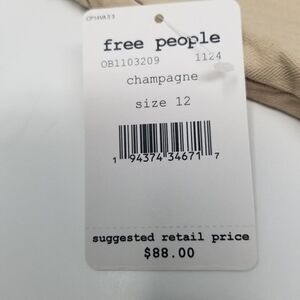 free people
OB1103209 1124
champagne
size 12
1 94374 34671 7
suggested retail price
$88.00